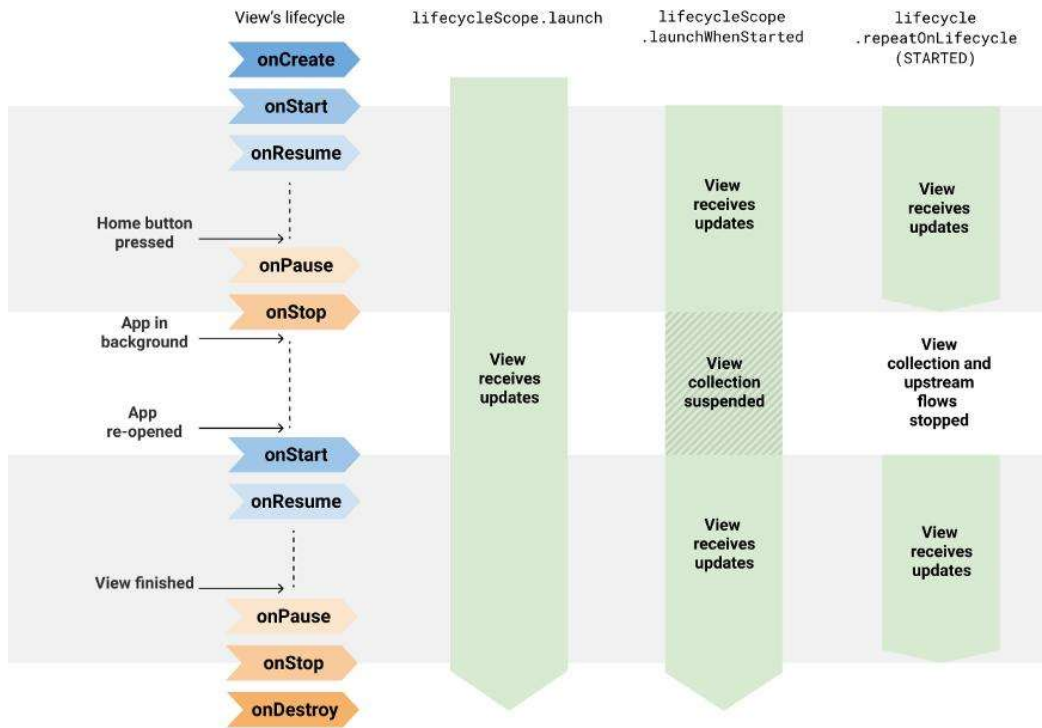 View's lifecycle
lifecycleScope.launch
lifecycleScope
.launchWhenStarted
lifecycle
.repeatOnLifecycle
(STARTED)
onCreate
onStart
onResume
View
receives
updates
View
receives
updates
Home button
pressed
onPause
onStop
App in
background
View
receives
updates
View
collection
suspended
View
collection and
upstream
flows
stopped
App
re-opened
onStart
onResume
View
receives
updates
View
receives
updates
View finished
onPause
onStop
onDestroy